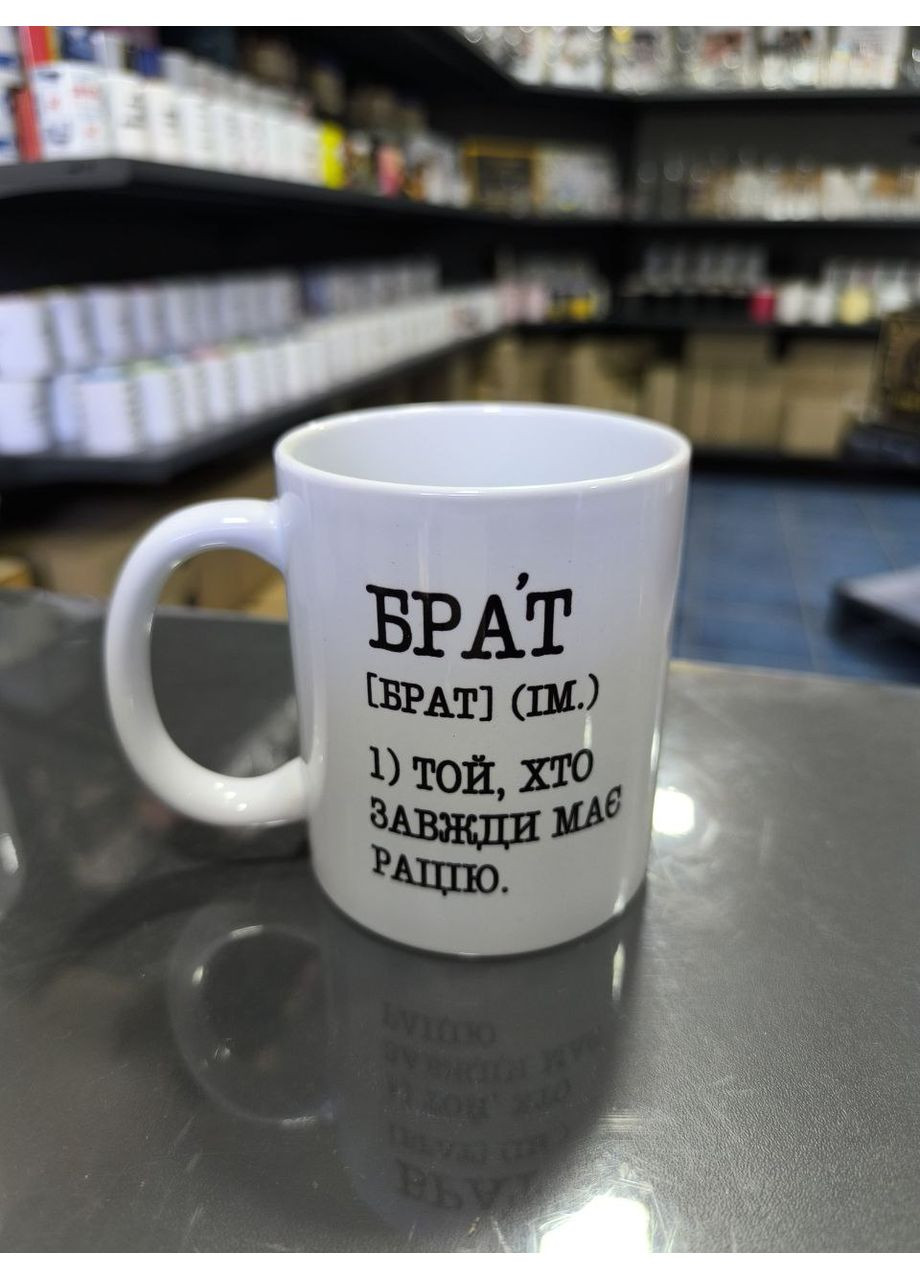 БРА́Т
[БРАТ] (ІМ.)
1) ТОЙ, ХТО
ЗАВЖДИ МАЄ
РАЦІЮ.